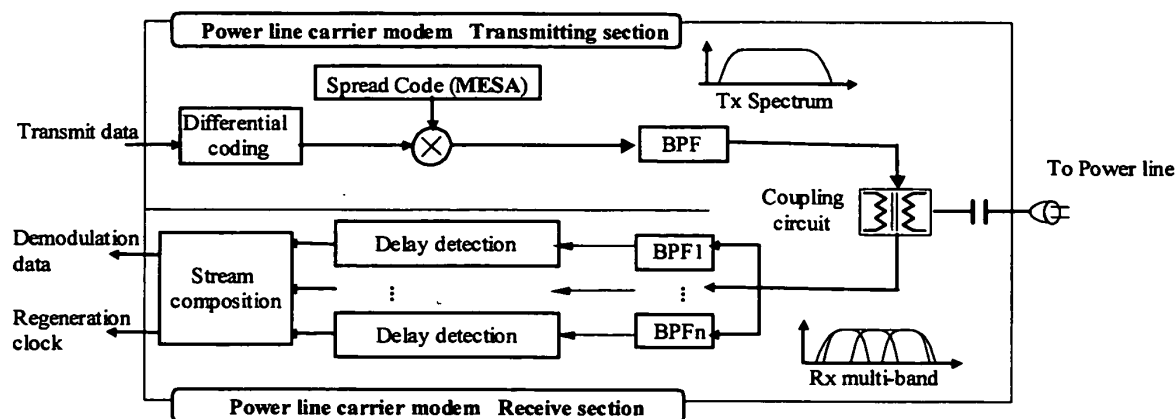 Power line carrier modem Transmitting section
Spread Code (MESA)
Tx Spectrum
Transmit data
Differential
coding
BPF
To Power line
Coupling
circuit
Demodulation
data
Stream
composition
Delay detection
BPF1
Regeneration
clock
Delay detection
BPFn
Rx multi-band
Power line carrier modem Receive section